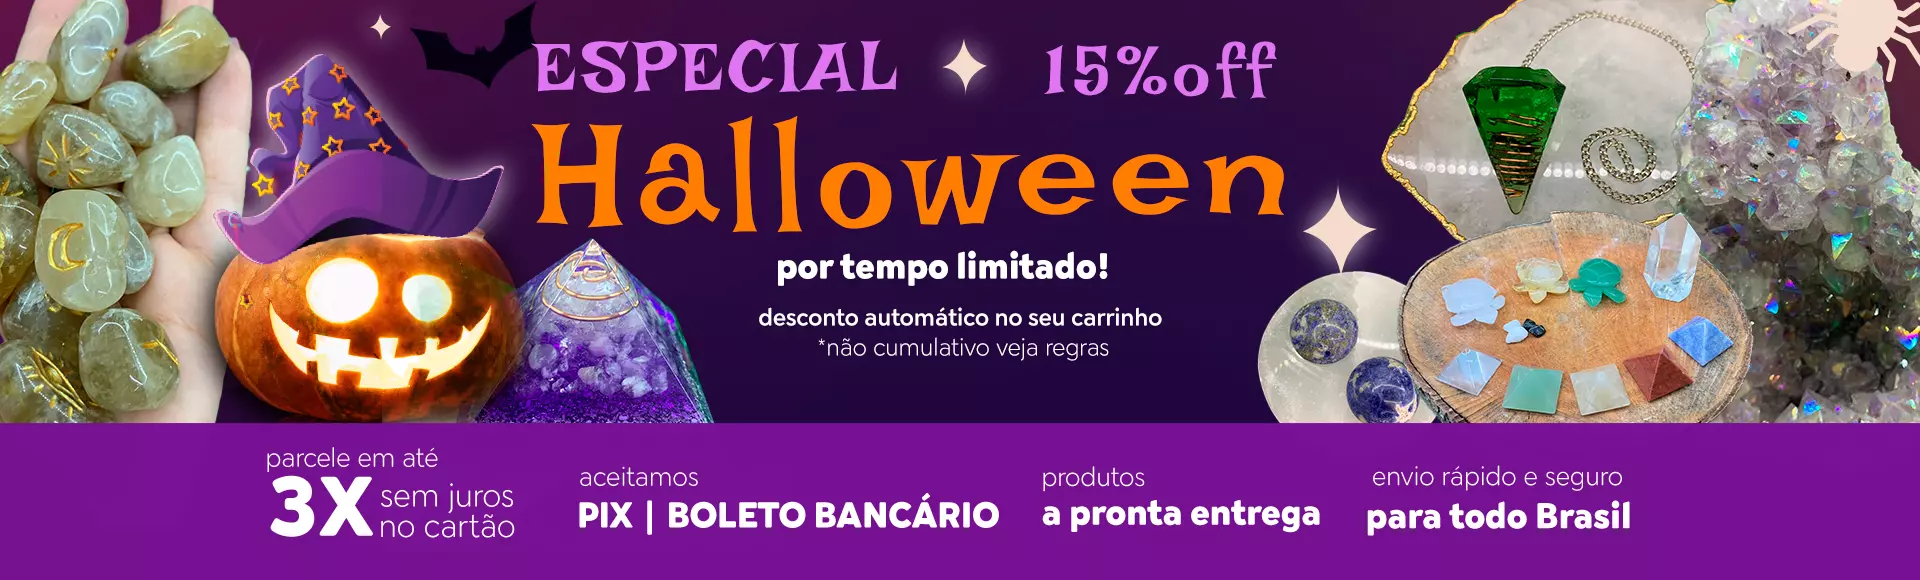 ESPECIAL 15%off
Halloween
por tempo limitado!
desconto automático no seu carrinho
*não cumulativo veja regras
parcele em até
3X sem juros
no cartão
aceitamos
PIX | BOLETO BANCÁRIO
produtos
a pronta entrega
envio rápido e seguro
para todo Brasil